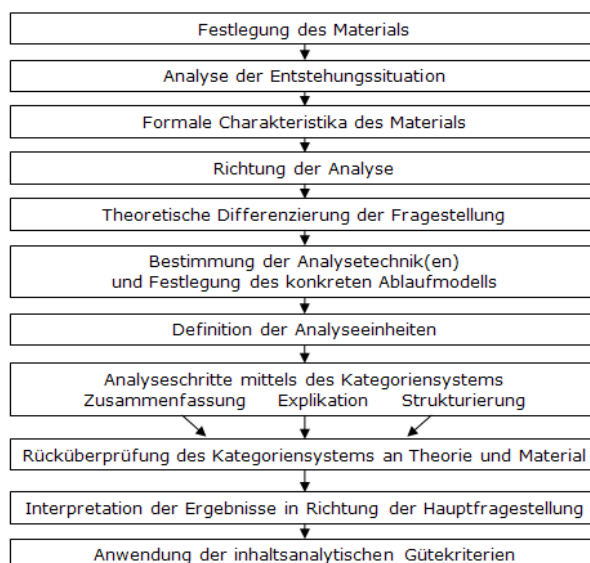 Festlegung des Materials
Analyse der Entstehungssituation
Formale Charakteristika des Materials
Richtung der Analyse
Theoretische Differenzierung der Fragestellung
Bestimmung der Analysetechnik(en)
und Festlegung des konkreten Ablaufmodells
Definition der Analyseeinheiten
Analyseschritte mittels des Kategoriensystems
Zusammenfassung Explikation Strukturierung
Rücküberprüfung des Kategoriensystems an Theorie und Material
Interpretation der Ergebnisse in Richtung der Hauptfragestellung
Anwendung der inhaltsanalytischen Gütekriterien